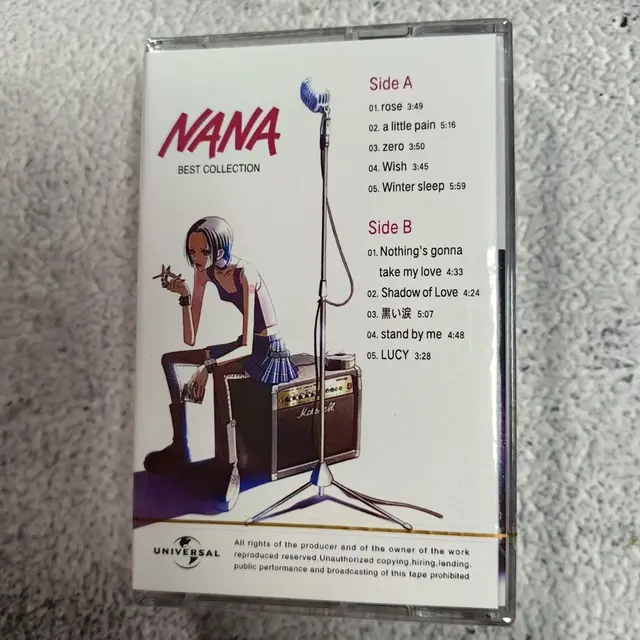 NANA
BEST COLLECTION
Side A
01. rose 3:49
02. a little pain 5:16
03. zero 3:50
04. Wish 3:45
05. Winter sleep 5:59
Side B
01. Nothing's gonna
take my love 4:33
02. Shadow of Love 4:24
03. 黒い涙 5:07
04. stand by me 4:48
05. LUCY 3:28
Marshall
UNIVERSAL
All rights of the producer and of the owner of the work
reproduced reserved.Unauthorized copying,hiring,lending.
public performance and broadcasting of this tape prohibited